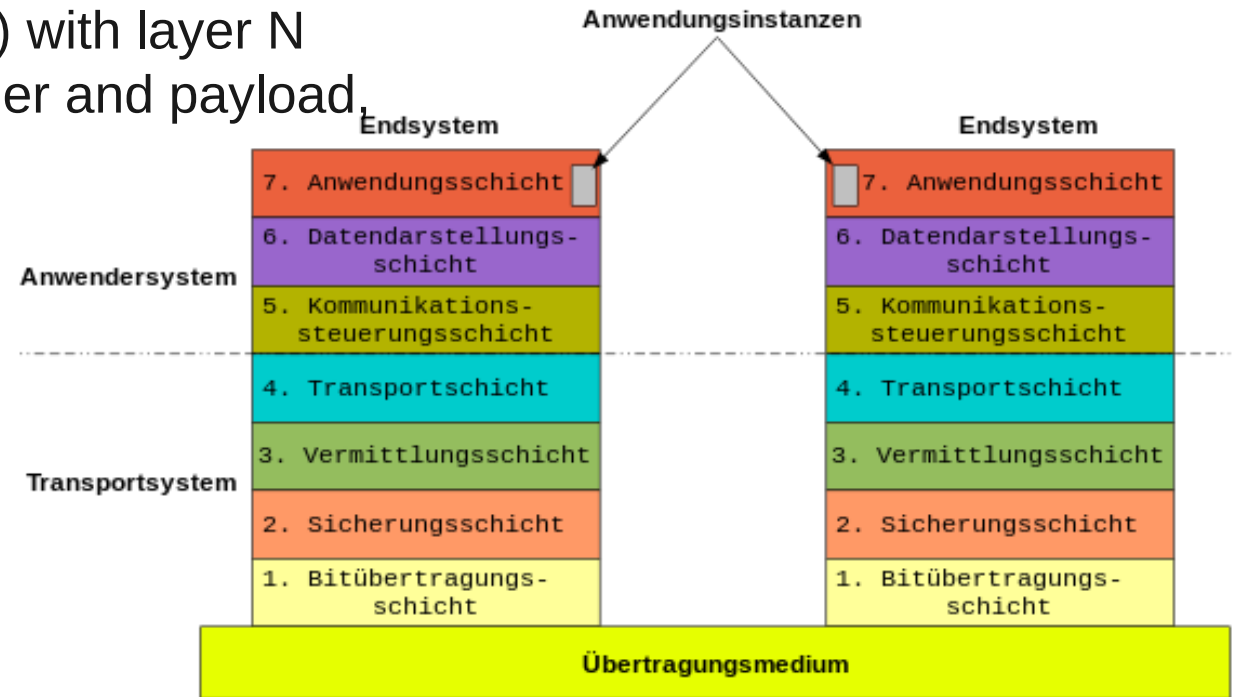 ) with layer N
er and payload,
Anwendungsinstanzen
Endsystem
Endsystem
7. Anwendungsschicht
7. Anwendungsschicht
6. Datendarstellungs-
schicht
6. Datendarstellungs-
schicht
Anwendersystem
5. Kommunikations-
steuerungsschicht
5. Kommunikations-
steuerungsschicht
4. Transportschicht
4. Transportschicht
3. Vermittlungsschicht
3. Vermittlungsschicht
Transportsystem
2. Sicherungsschicht
2. Sicherungsschicht
1. Bitübertragungs-
schicht
1. Bitübertragungs-
schicht
Übertragungsmedium